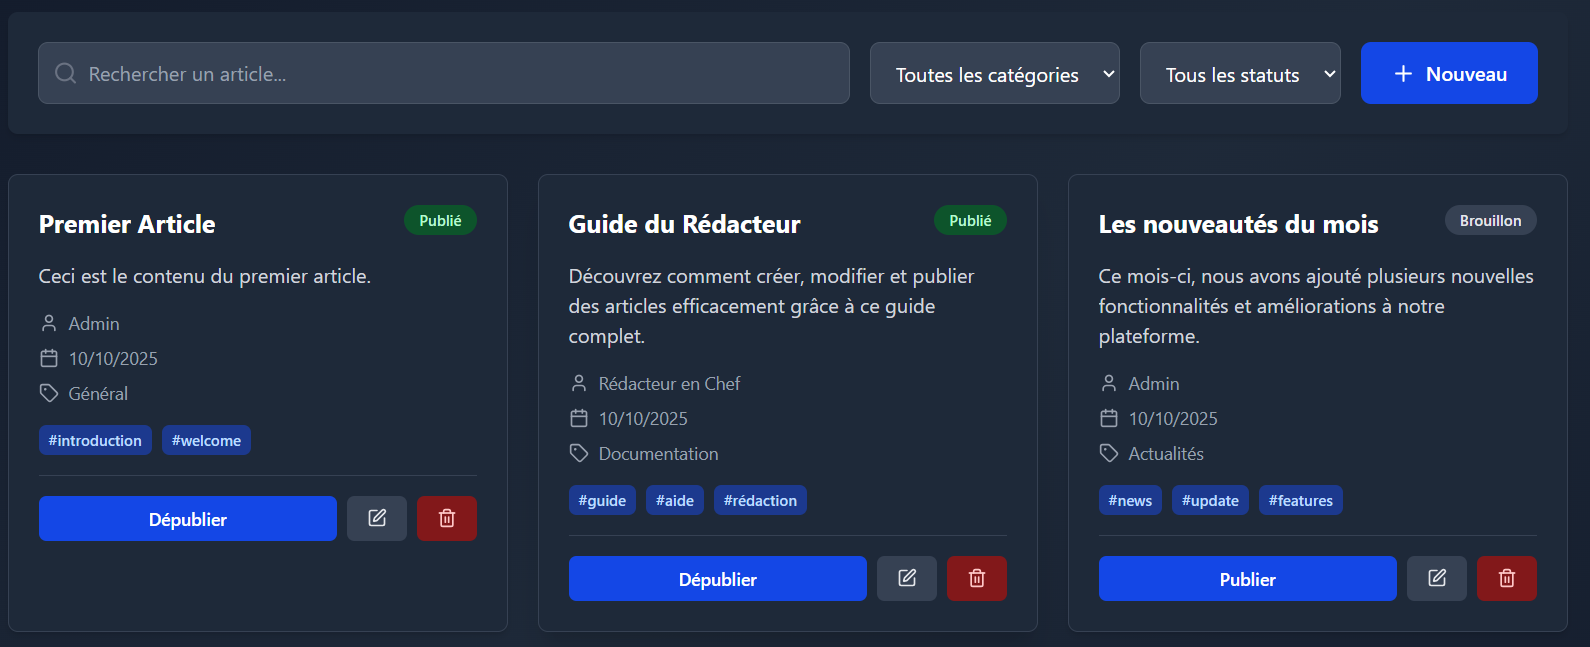 Rechercher un article...
Toutes les catégories
Tous les statuts
Nouveau
Premier Article
Publié
Ceci est le contenu du premier article.
Admin
10/10/2025
Général
#introduction #welcome
Dépublier
Guide du Rédacteur
Publié
Découvrez comment créer, modifier et publier
des articles efficacement grâce à ce guide
complet.
Rédacteur en Chef
10/10/2025
Documentation
#guide #aide #rédaction
Dépublier
Les nouveautés du mois
Brouillon
Ce mois-ci, nous avons ajouté plusieurs nouvelles
fonctionnalités et améliorations à notre
plateforme.
Admin
10/10/2025
Actualités
#news #update #features
Publier